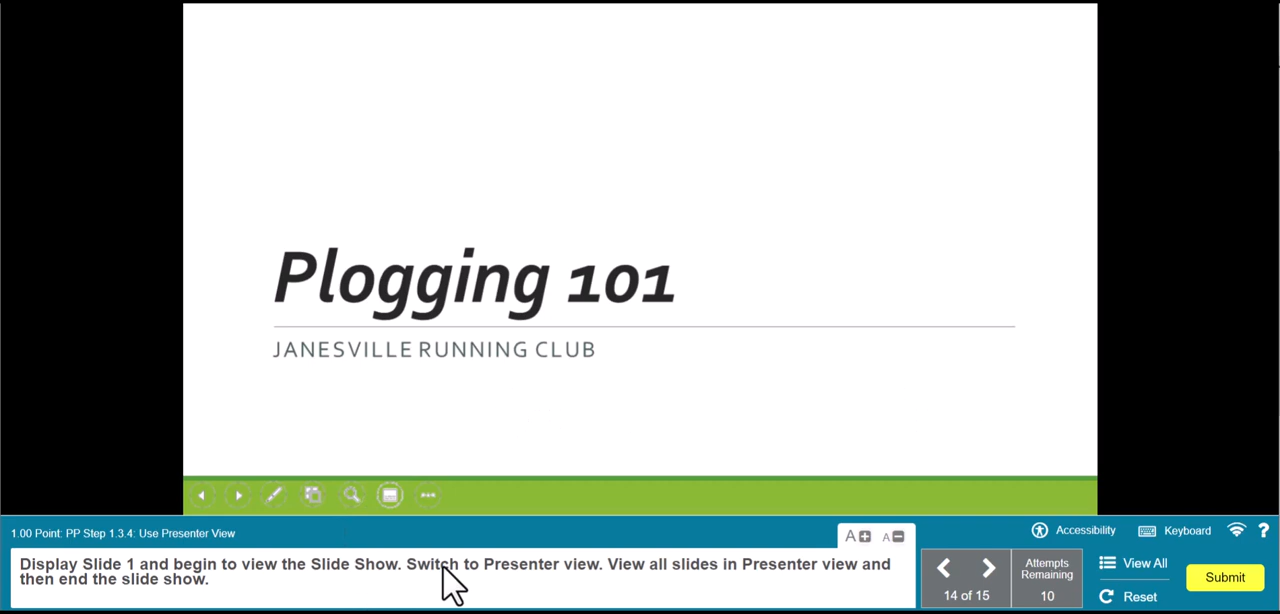 Plogging 101
JANESVILLE RUNNING CLUB
1.00 Point: PP Step 1.3.4: Use Presenter View
A A
Accessibility
Keyboard
?
Display Slide 1 and begin to view the Slide Show. Switch to Presenter view. View all slides in Presenter view and
then end the slide show.
14 of 15
Attempts
Remaining
10
View All
Reset
Submit